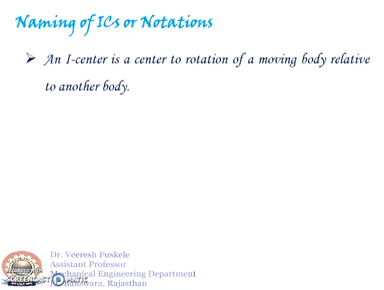 Naming of ICs or Notations
An I-center is a center to rotation of a moving body relative
to another body.
Dr. Veeresh Fuskele
Assistant Professor
Mechanical Engineering Department
Banswara, Rajasthan